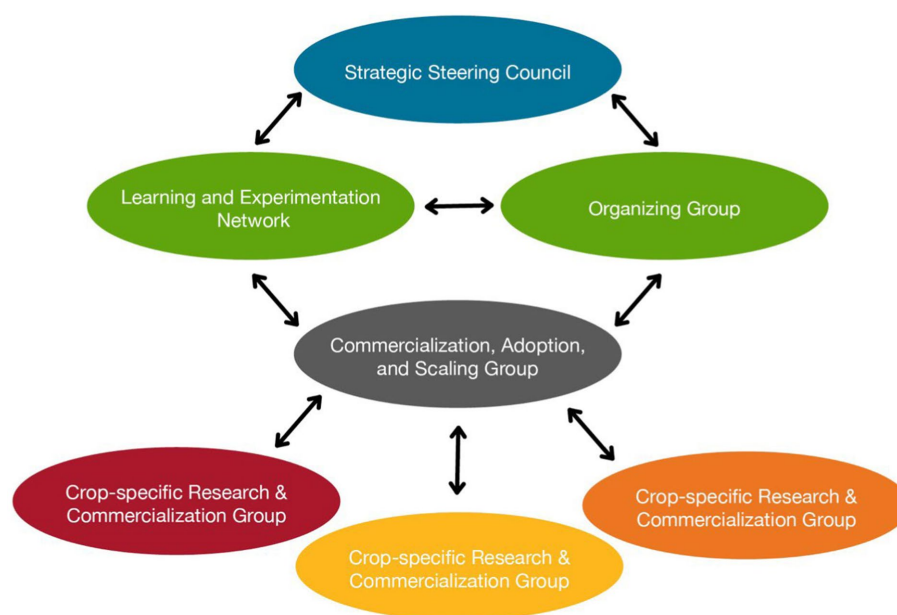 Strategic Steering Council
Learning and Experimentation
Network
Organizing Group
Commercialization, Adoption,
and Scaling Group
Crop-specific Research &
Commercialization Group
Crop-specific Research &
Commercialization Group
Crop-specific Research &
Commercialization Group